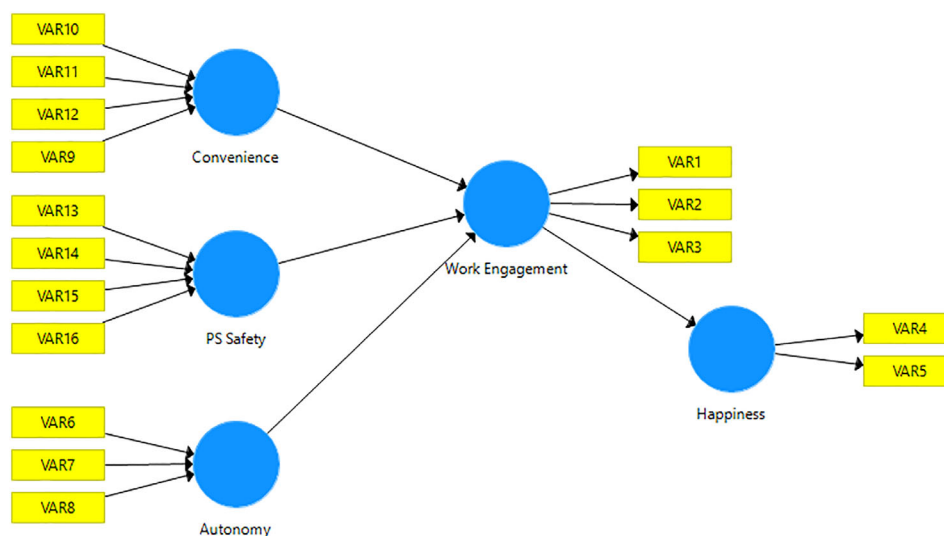 VAR10
VAR11
VAR12
VAR9
Convenience
VAR13
VAR14
VAR15
VAR16
PS Safety
VAR6
VAR7
VAR8
Autonomy
VAR1
VAR2
VAR3
Work Engagement
VAR4
VAR5
Happiness